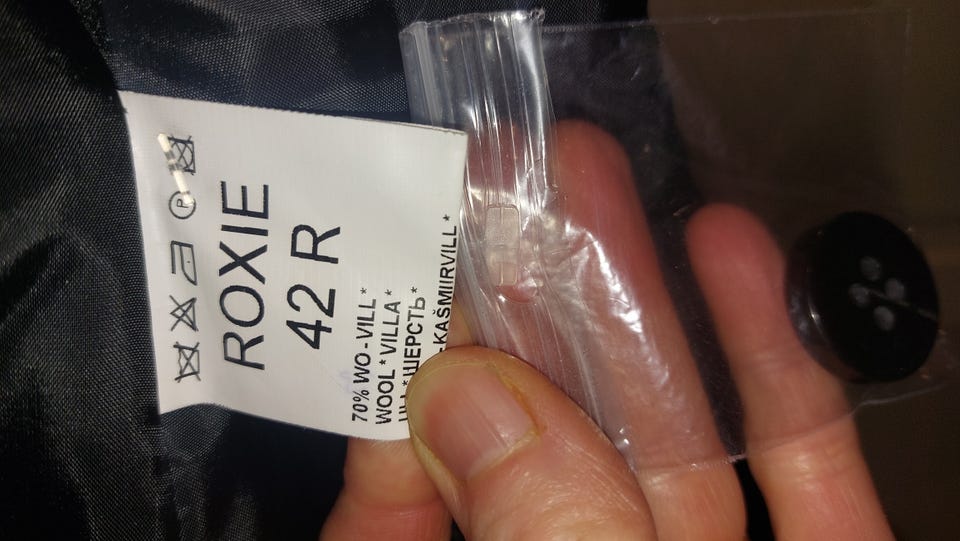 P
ROXIE
42 R
70% WO - VILL *
WOOL * VILLA *
* ШЕРСТЬ *
-KAŠMIIRVILL *